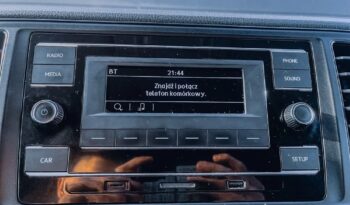 RADIO
MEDIA
BT 21:44
Znajdź i połącz
telefon komórkowy.
PHONE
SOUND
CAR
SETUP